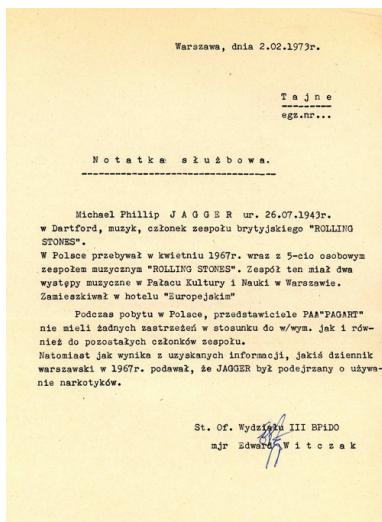 Warszawa, dnia 2.02.1973r.
T a j n e
egz.nr...
N o t a t k a s ł u ż b o w a.
Michael Phillip J A G G E R ur. 26.07.1943r.
w Dartford, muzyk, członek zespołu brytyjskiego "ROLLING
STONES".
W Polsce przebywał w kwietniu 1967r. wraz z 5-cio osobowym
zespołem muzycznym "ROLLING STONES". Zespół ten miał dwa
występy muzyczne w Pałacu Kultury i Nauki w Warszawie.
Zamieszkiwał w hotelu "Europejskim"
Podczas pobytu w Polsce, przedstawiciele PAA"PAGART"
nie mieli żadnych zastrzeżeń w stosunku do w/wym. jak i rów-
nież do pozostałych członków zespołu.
Natomiast jak wynika z uzyskanych informacji, jakiś dziennik
warszawski w 1967r. podawał, że JAGGER był podejrzany o używa-
nie narkotyków.
St. Of. Wydziału III BPiDO
mjr Edward W i t c z a k